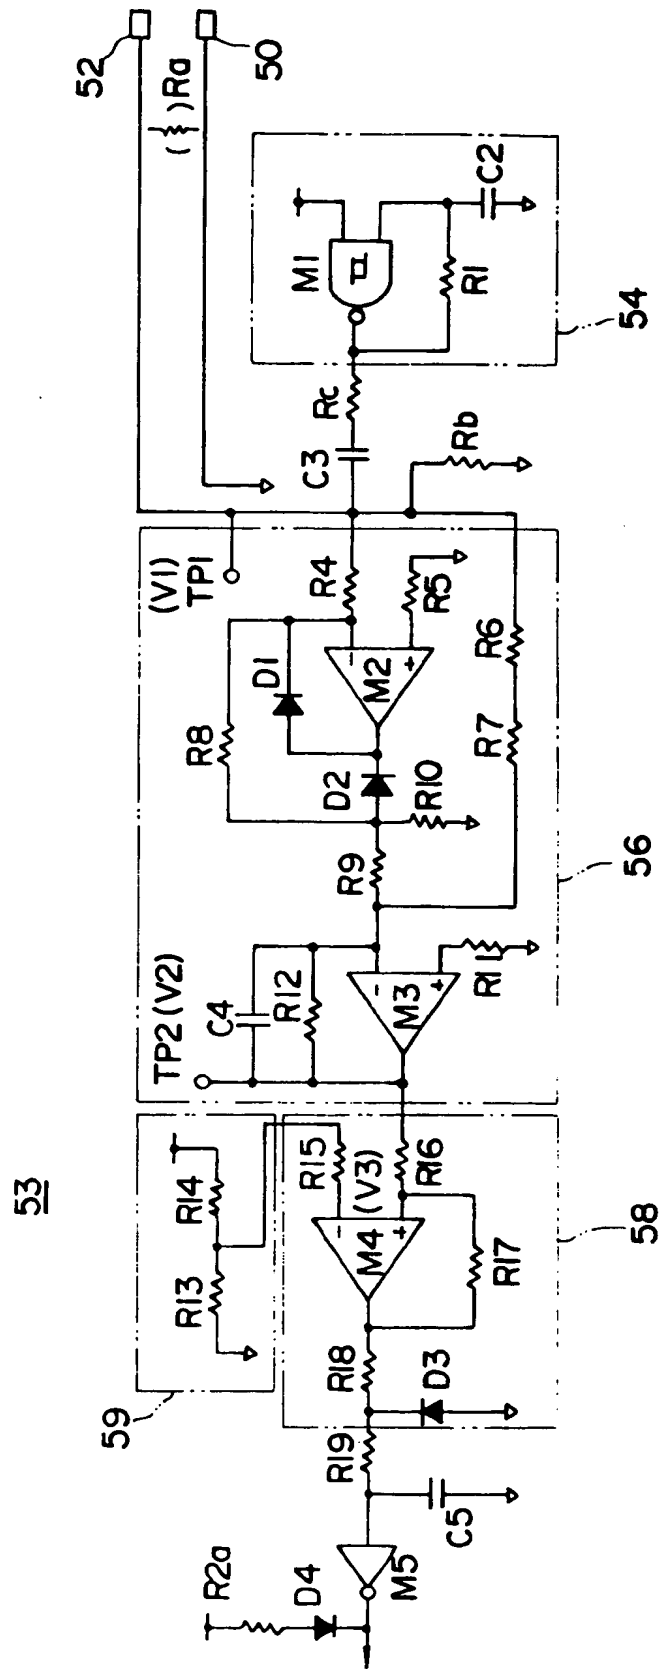 52
50
( ) Ra
M1
C2
R1
54
Rc
C3
Rb
(V1)
TP1
R4
R5
R6
D1
M2
-
+
R8
R7
D2
R10
R9
56
TP2 (V2)
C4
R12
-
+
M3
R11
53
R14
R13
R15
(V3)
R16
-
+
M4
R17
58
R18
D3
59
R19
C5
M5
R2a
D4